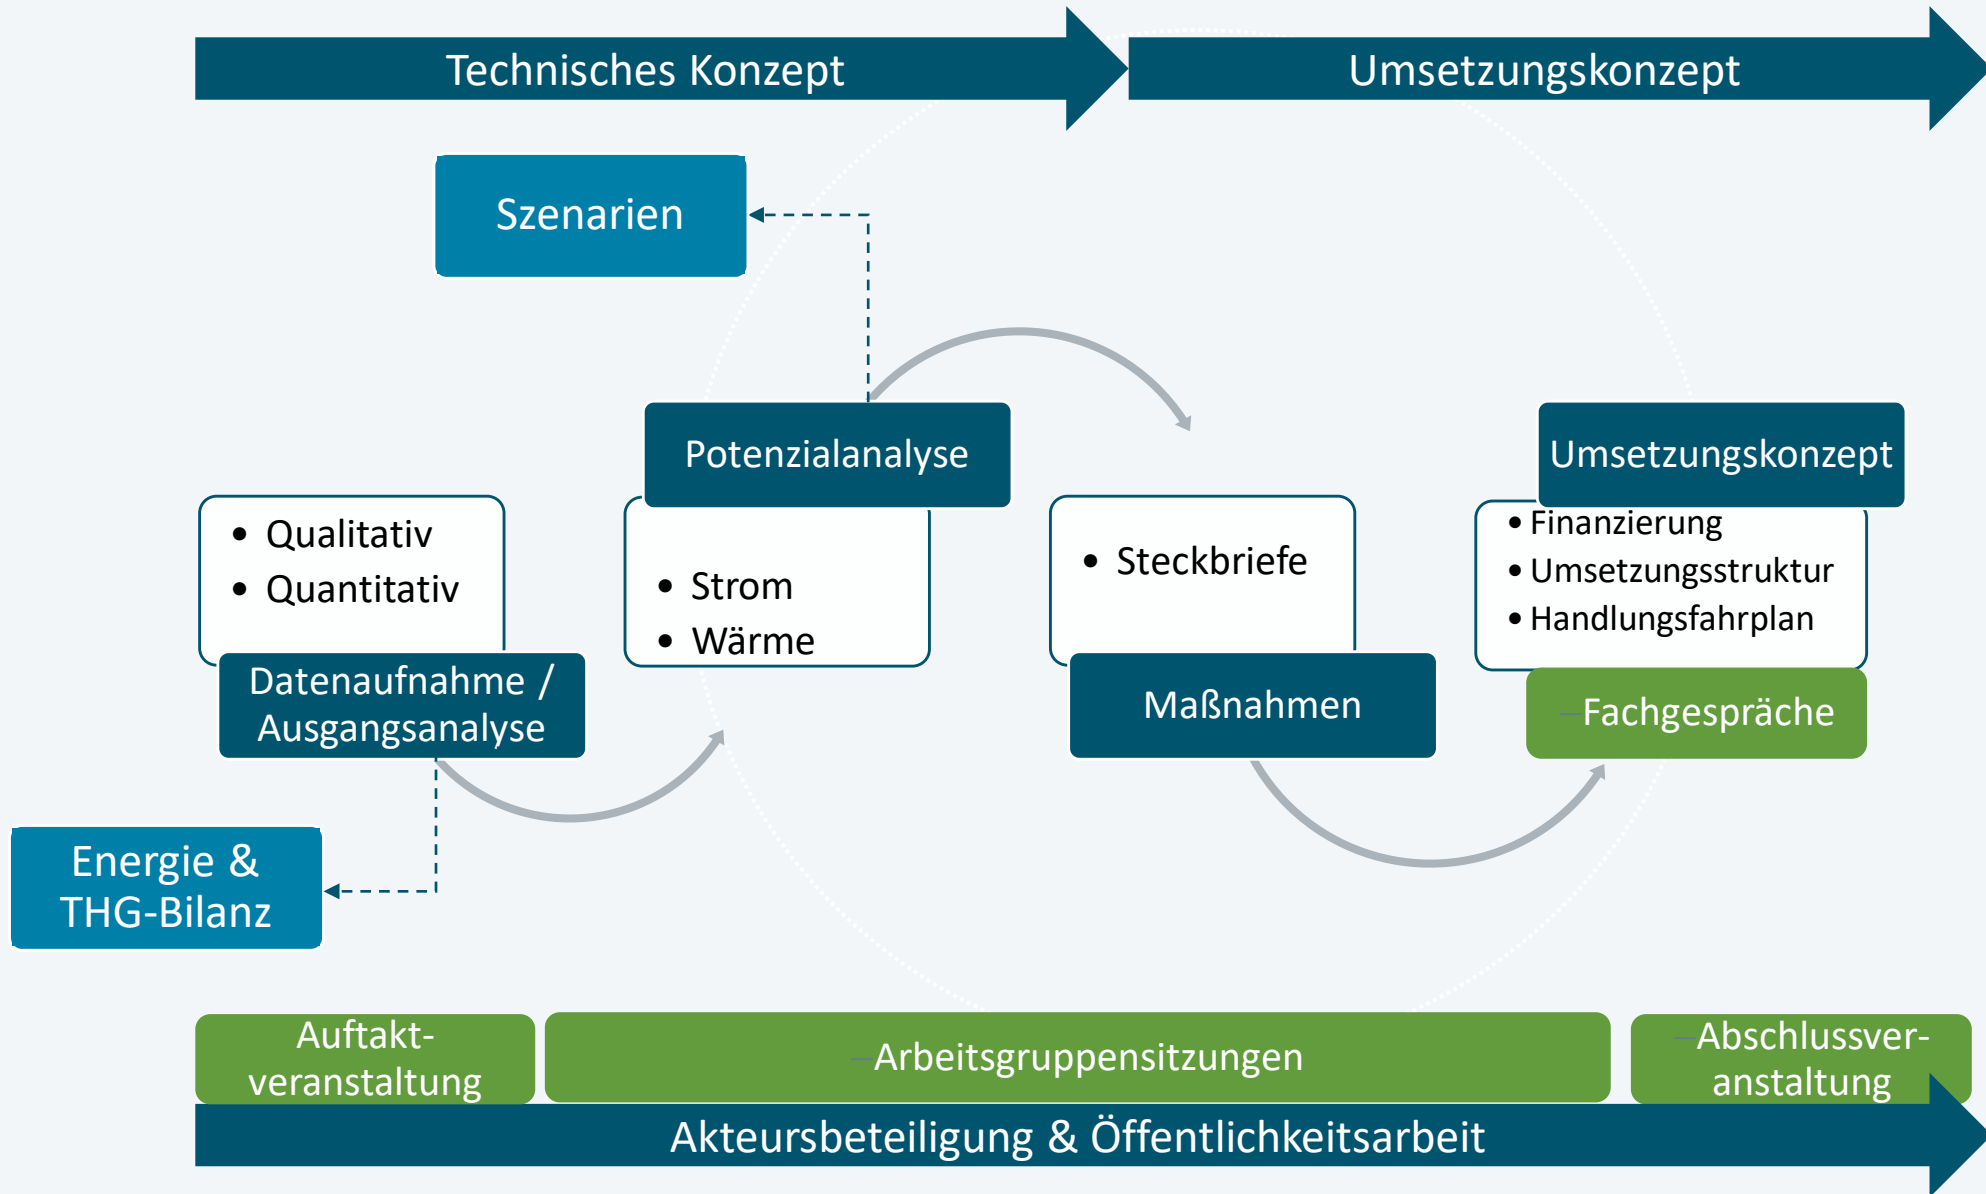 Technisches Konzept
Umsetzungskonzept
Szenarien
Potenzialanalyse
Umsetzungskonzept
• Qualitativ
• Quantitativ
• Strom
• Wärme
• Steckbriefe
• Finanzierung
• Umsetzungsstruktur
• Handlungsfahrplan
Datenaufnahme /
Ausgangsanalyse
Maßnahmen
–Fachgespräche
Energie &
THG-Bilanz
Auftakt-
veranstaltung
–Arbeitsgruppensitzungen
–Abschlussver-
anstaltung
Akteursbeteiligung & Öffentlichkeitsarbeit